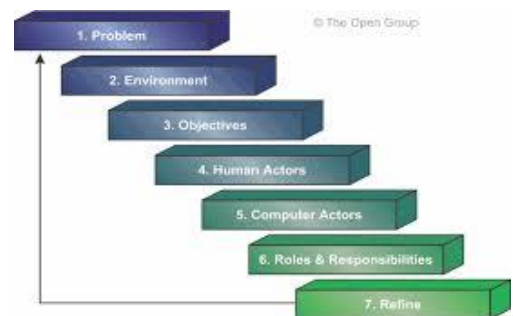 © The Open Group
1. Problem
2. Environment
3. Objectives
4. Human Actors
5. Computer Actors
6. Roles & Responsibilities
7. Refine